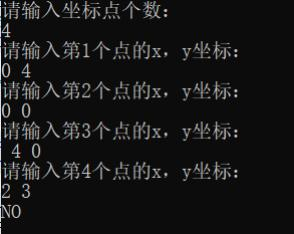 请输入坐标点个数：
4
请输入第1个点的x，y坐标：
0 4
请输入第2个点的x，y坐标：
0 0
请输入第3个点的x，y坐标：
4 0
请输入第4个点的x，y坐标：
2 3
NO